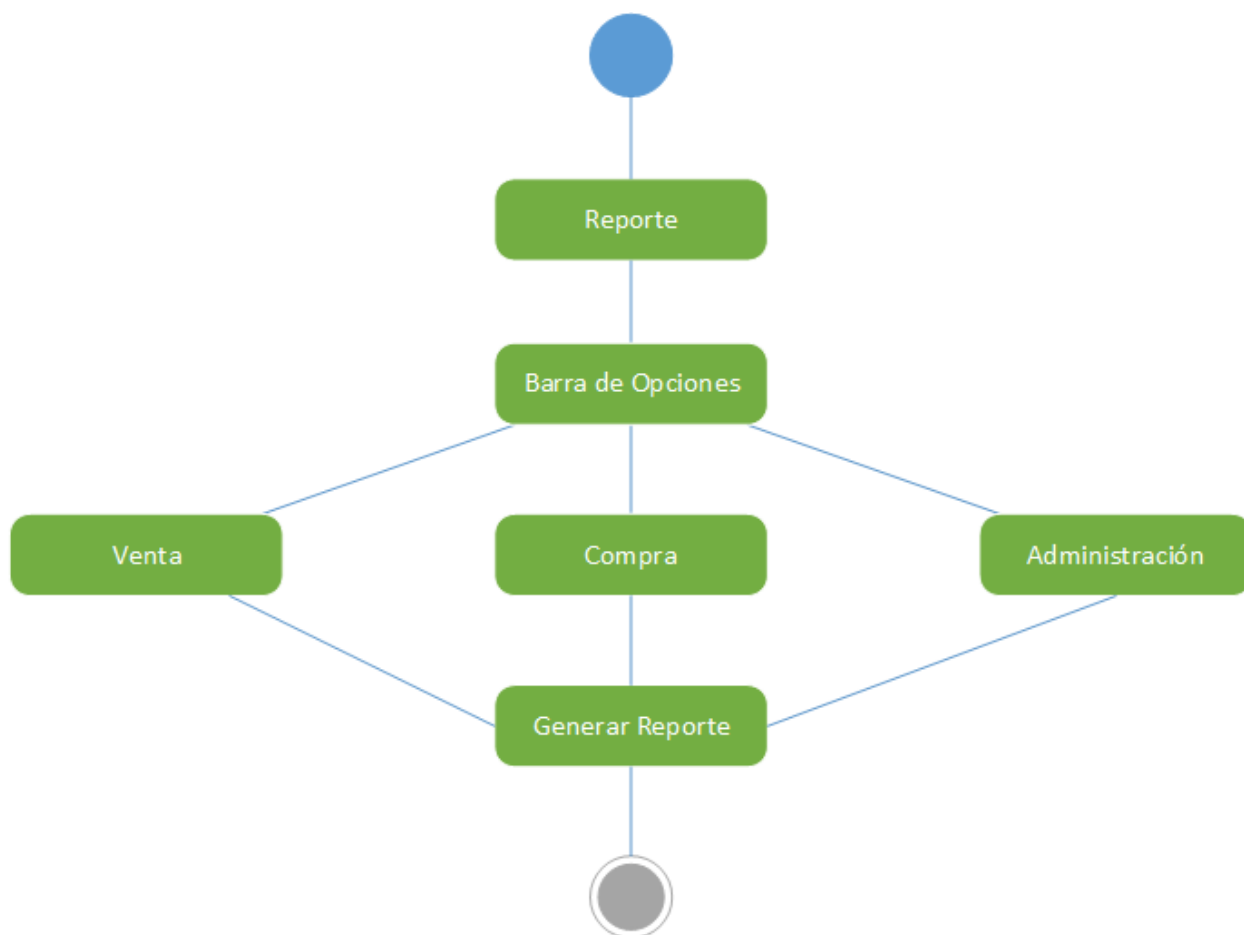 Reporte
Barra de Opciones
Venta
Compra
Administración
Generar Reporte